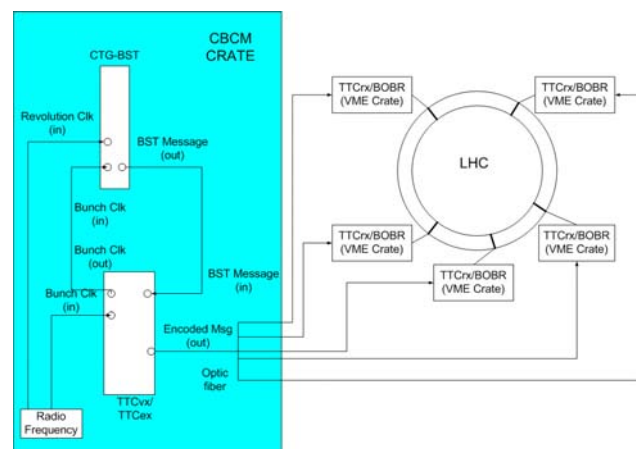 CBCM
CRATE
CTG-BST
Revolution Clk
(in)
BST Message
(out)
Bunch Clk
(in)
Bunch Clk
(out)
Bunch Clk
(in)
BST Message
(in)
Encoded Msg
(out)
Optic
fiber
TTCvx/
TTCex
Radio
Frequency
TTCrx/BOBR
(VME Crate)
TTCrx/BOBR
(VME Crate)
LHC
TTCrx/BOBR
(VME Crate)
TTCrx/BOBR
(VME Crate)
TTCrx/BOBR
(VME Crate)